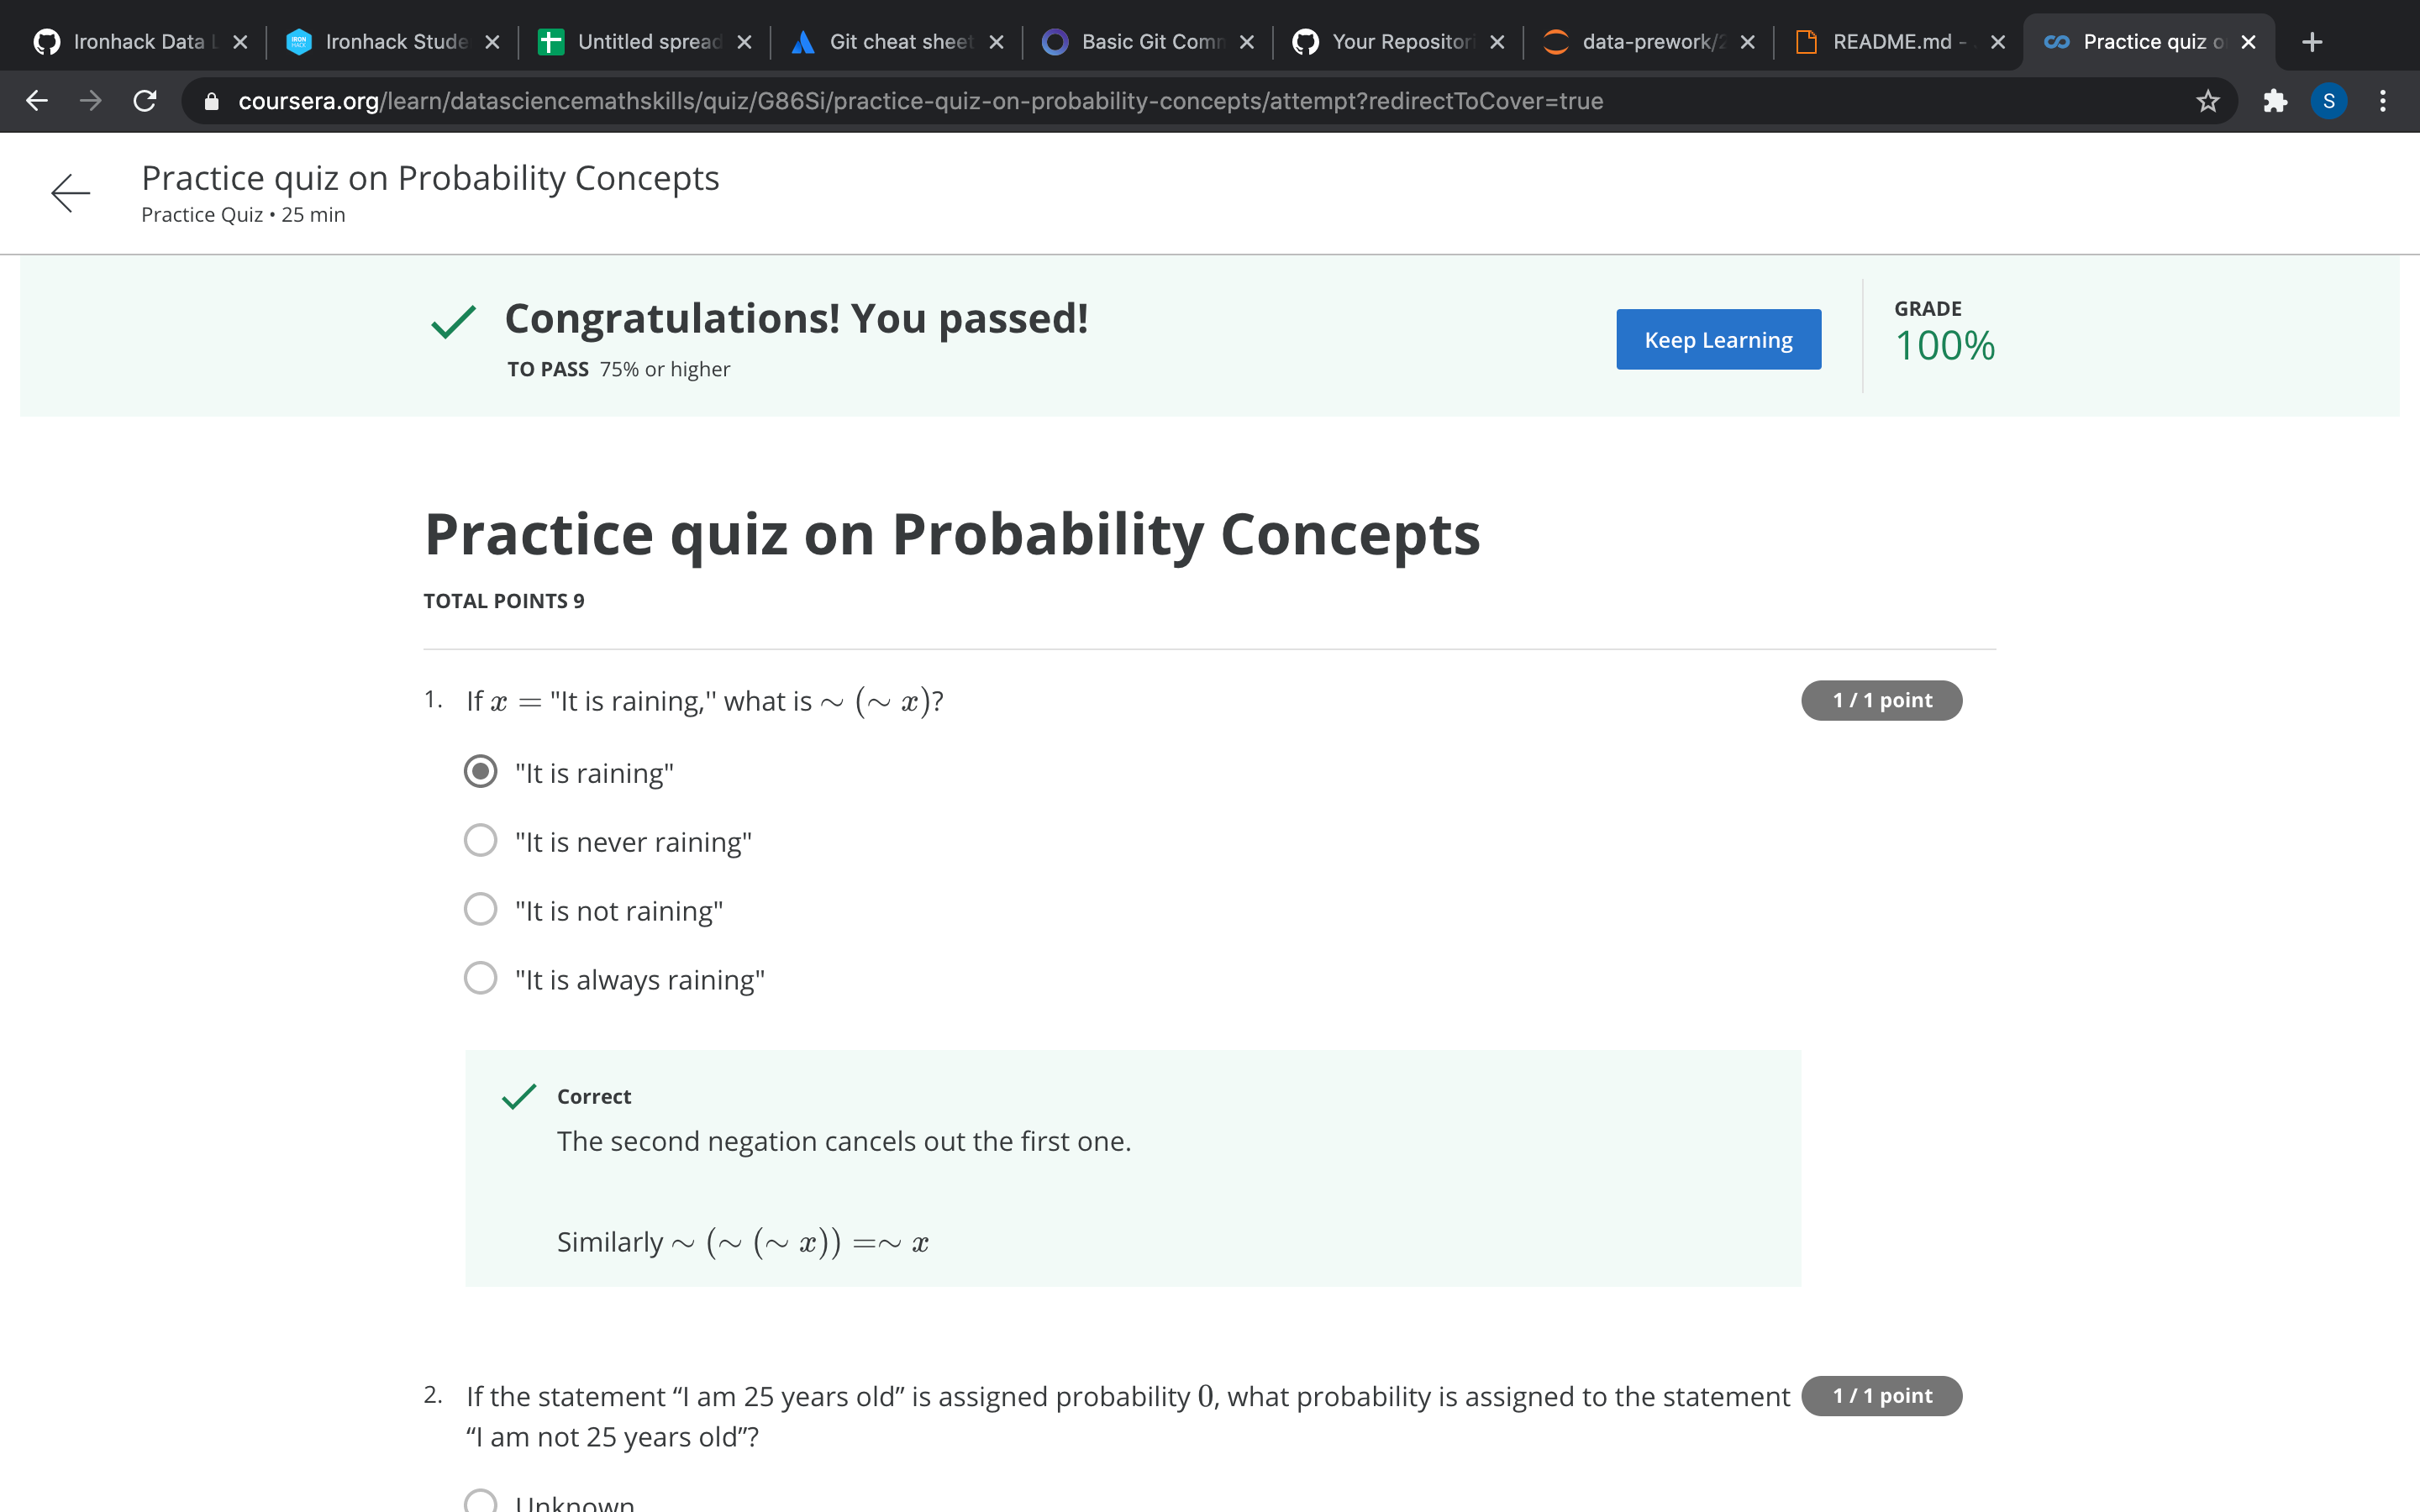 Ironhack Data L
Ironhack Stude
Untitled spread
Git cheat sheet
Basic Git Comm
Your Repositori
data-prework/2
README.md -
Practice quiz o
coursera.org/learn/datasciencemathskills/quiz/G86Si/practice-quiz-on-probability-concepts/attempt?redirectToCover=true
S
Practice quiz on Probability Concepts
Practice Quiz • 25 min
Congratulations! You passed!
TO PASS 75% or higher
Keep Learning
GRADE
100%
Practice quiz on Probability Concepts
TOTAL POINTS 9
1. If x = "It is raining,'' what is ∼ (∼ x)?
1 / 1 point
"It is raining"
"It is never raining"
"It is not raining"
"It is always raining"
Correct
The second negation cancels out the first one.
Similarly ∼ (∼ (∼ x)) =∼ x
2. If the statement “I am 25 years old” is assigned probability 0, what probability is assigned to the statement
1 / 1 point
“I am not 25 years old”?
Unknown